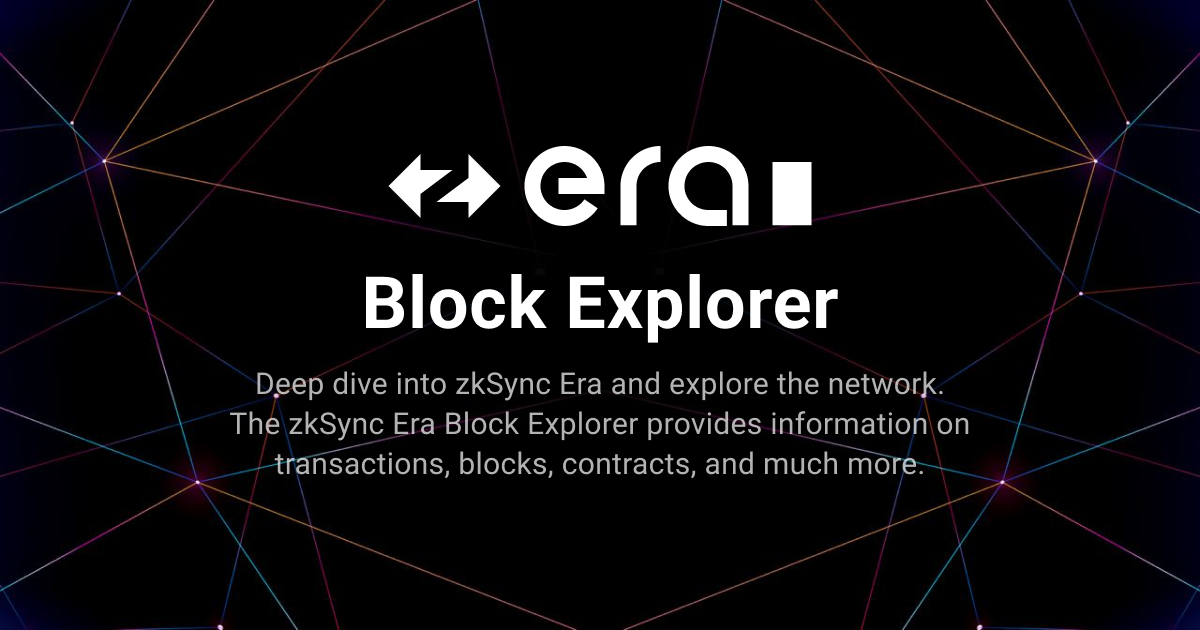 era
Block Explorer
Deep dive into zkSync Era and explore the network.
The zkSync Era Block Explorer provides information on
transactions, blocks, contracts, and much more.